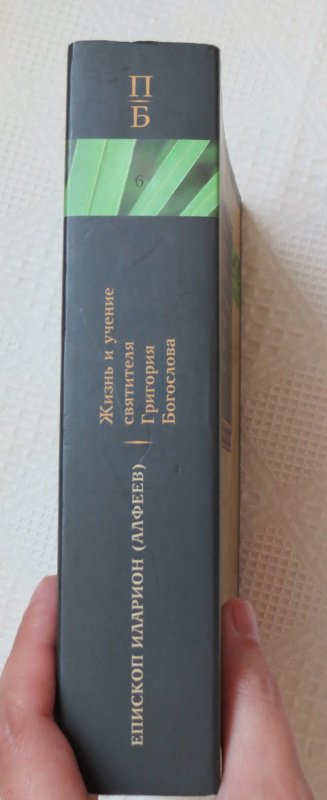 П
Б
6
ЕПИСКОП ИЛАРИОН (АЛФЕЕВ)
Жизнь и учение
святителя
Григория
Богослова